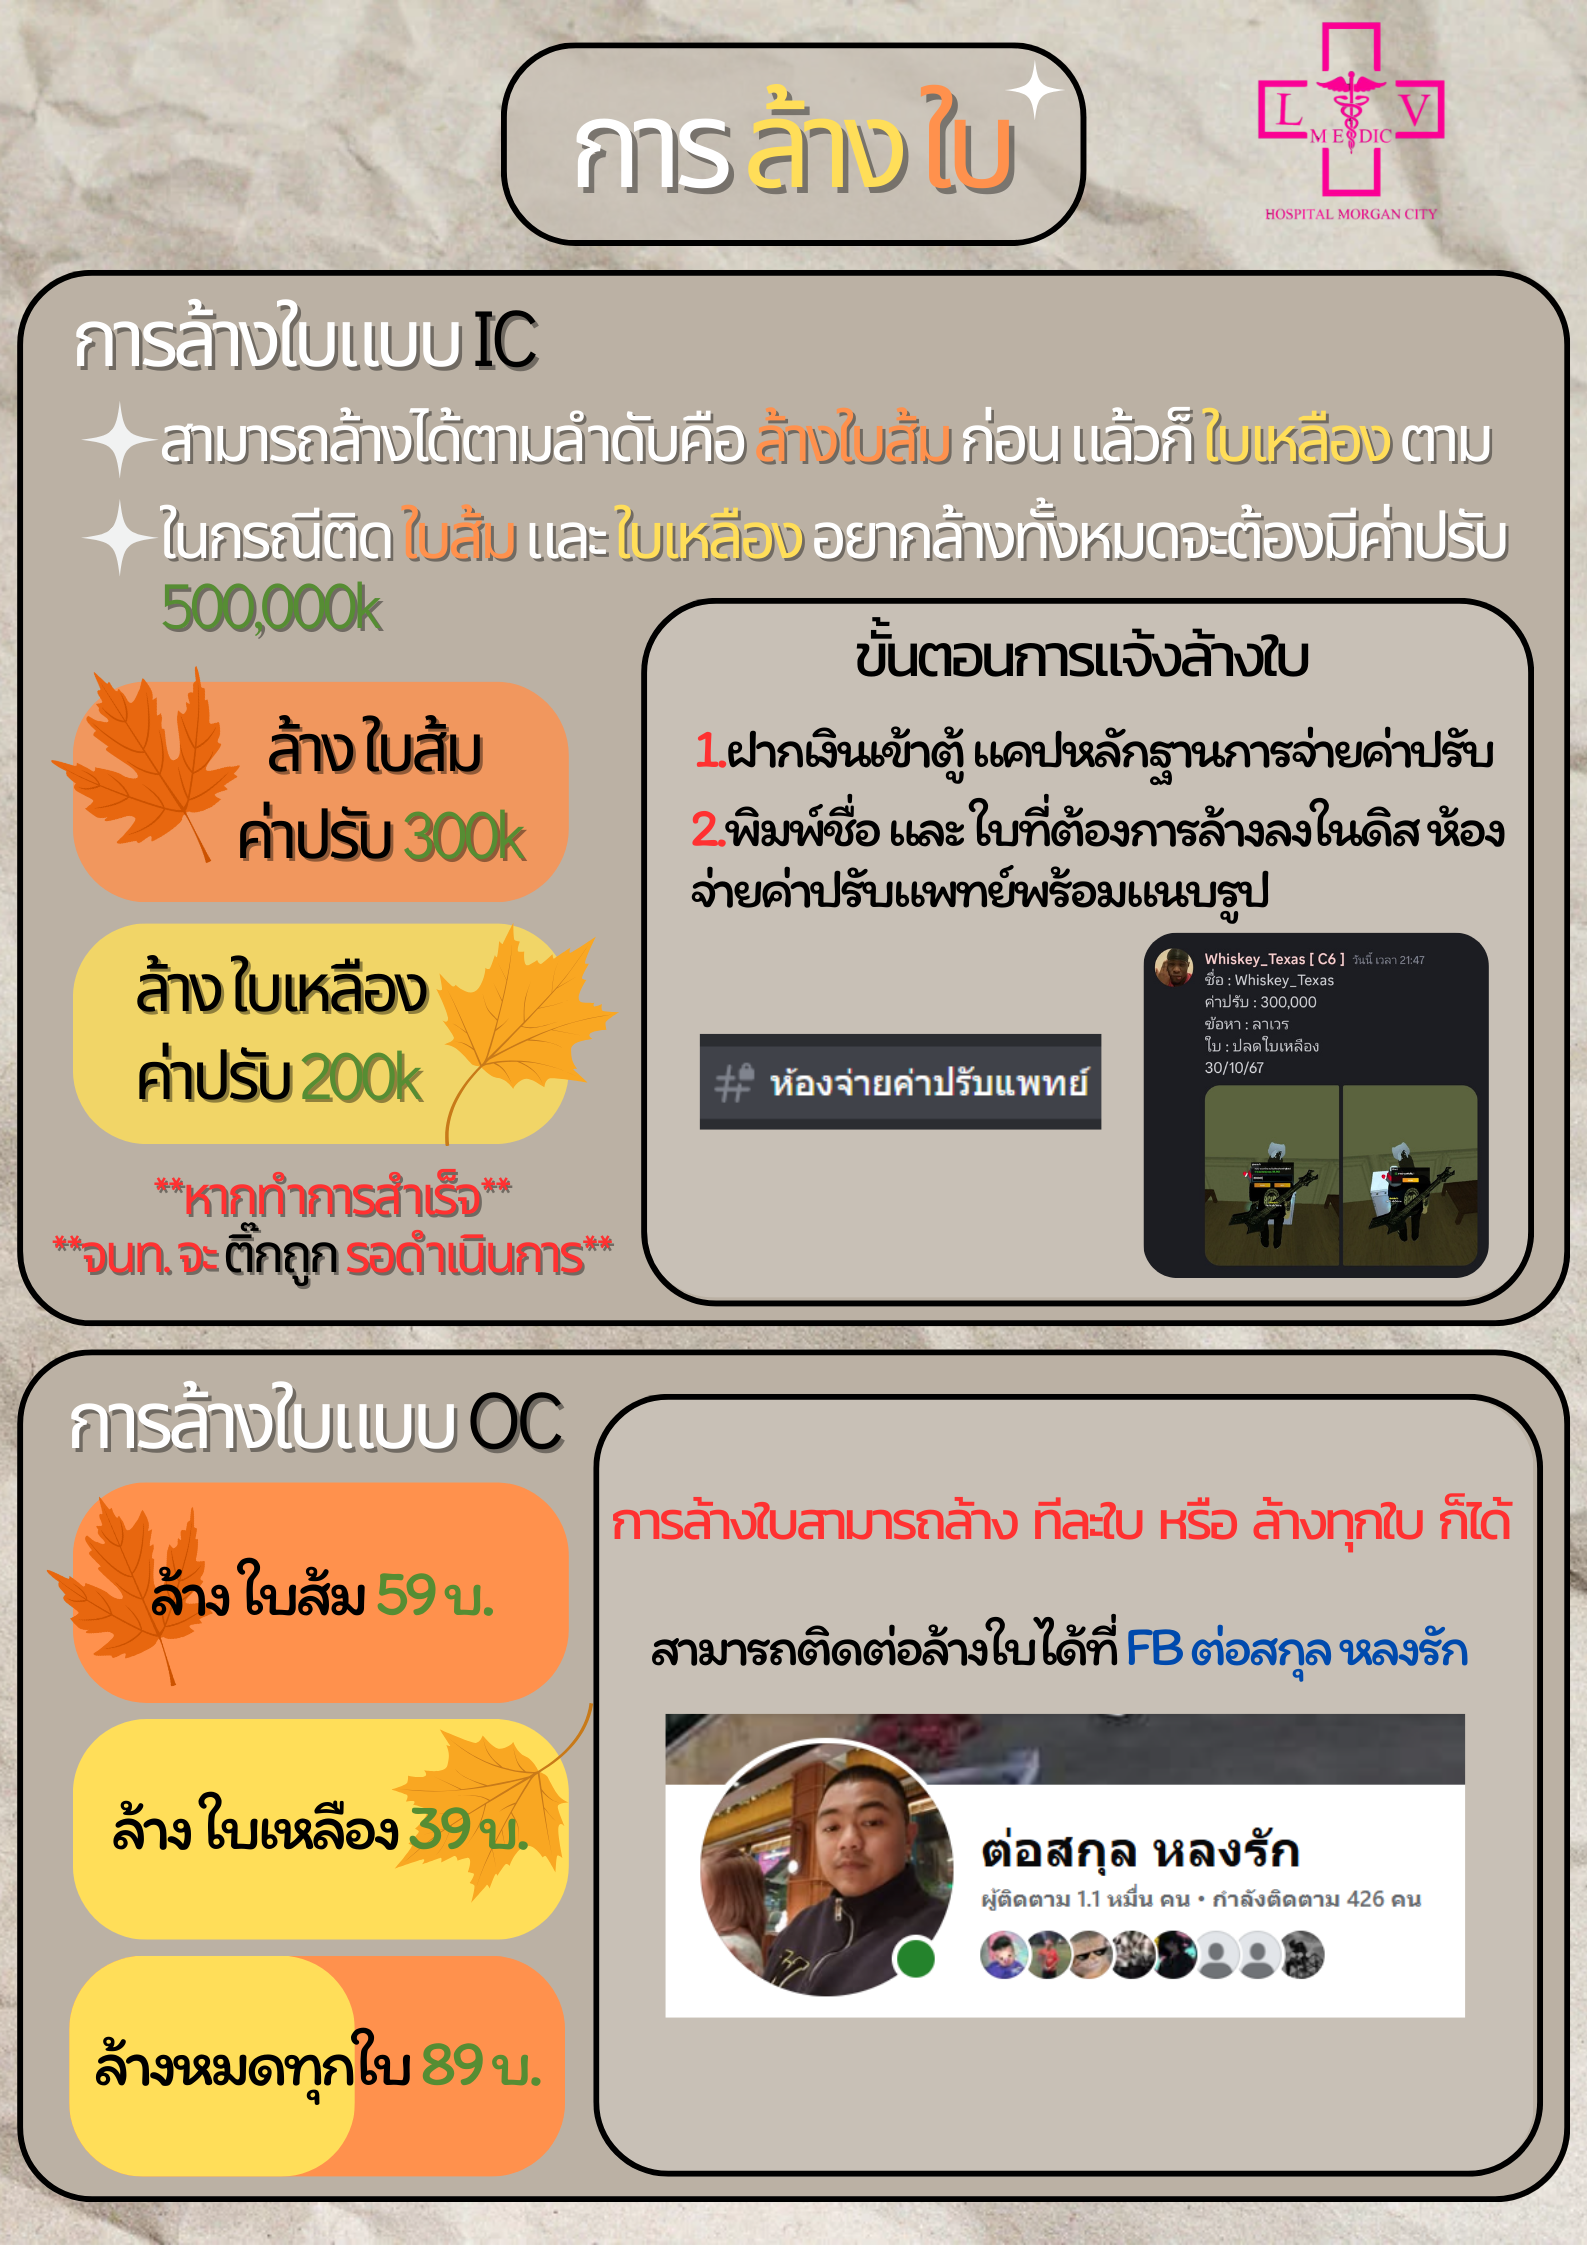 การ ล้าง ใบ
L V
MEDIC
HOSPITAL MORGAN CITY
การล้างใบแบบ IC
สามารถล้างได้ตามลำดับคือ ล้างใบส้ม ก่อน แล้วก็ ใบเหลือง ตาม
ในกรณีติด ใบส้ม และ ใบเหลือง อยากล้างทั้งหมดจะต้องมีค่าปรับ
500,000k
ล้าง ใบส้ม
ค่าปรับ 300k
ล้าง ใบเหลือง
ค่าปรับ 200k
**หากทำการสำเร็จ**
**จนท. จะ ติ๊กถูก รอดำเนินการ**
ขั้นตอนการแจ้งล้างใบ
1.ฝากเงินเข้าตู้ แคปหลักฐานการจ่ายค่าปรับ
2.พิมพ์ชื่อ และ ใบที่ต้องการล้างลงในดิส ห้อง
จ่ายค่าปรับแพทย์พร้อมแนบรูป
# ห้องจ่ายค่าปรับแพทย์
Whiskey_Texas [ C6 ] วันนี้ เวลา 21:47
ชื่อ : Whiskey_Texas
ค่าปรับ : 300,000
ข้อหา : ลาเวร
ใบ : ปลดใบเหลือง
30/10/67
การล้างใบแบบ OC
ล้าง ใบส้ม 59 บ.
ล้าง ใบเหลือง 39 บ.
ล้างหมดทุกใบ 89 บ.
การล้างใบสามารถล้าง ทีละใบ หรือ ล้างทุกใบ ก็ได้
สามารถติดต่อล้างใบได้ที่ FB ต่อสกุล หลงรัก
ต่อสกุล หลงรัก
ผู้ติดตาม 1.1 หมื่น คน • กำลังติดตาม 426 คน